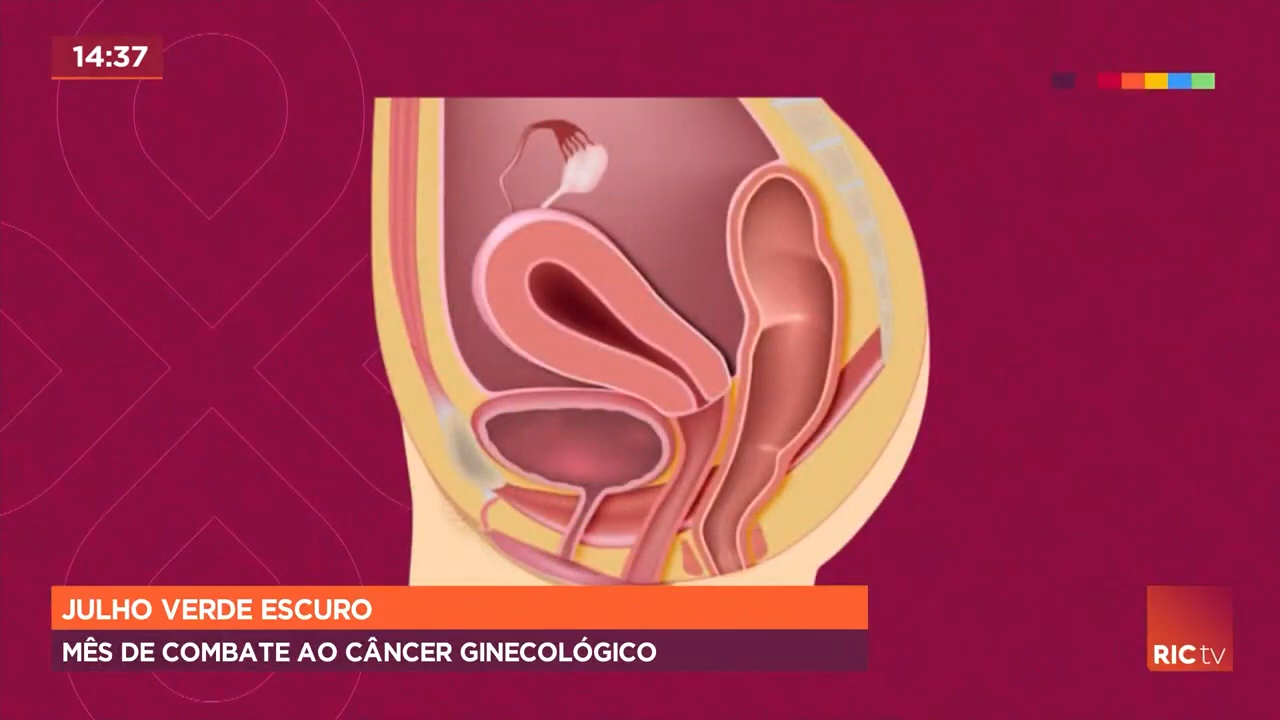 14:37
JULHO VERDE ESCURO
MÊS DE COMBATE AO CÂNCER GINECOLÓGICO
RIC tv